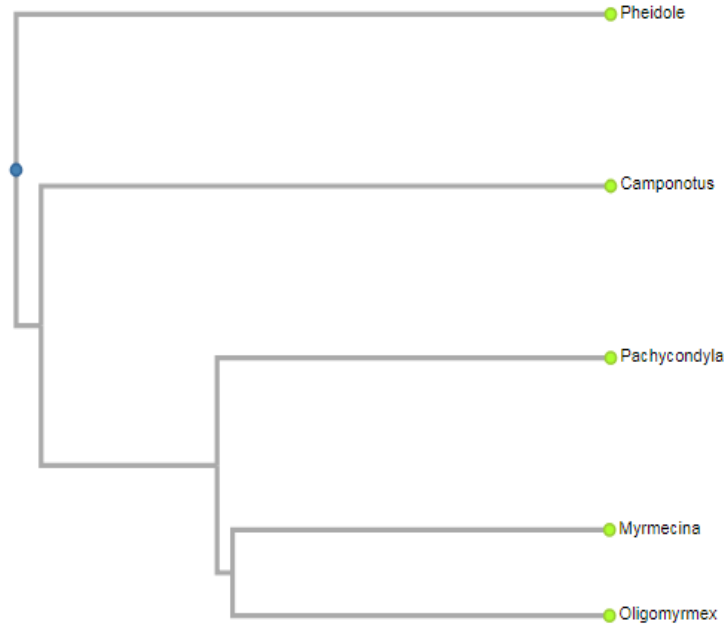 Pheidole
Camponotus
Pachycondyla
Myrmecina
Oligomyrmex